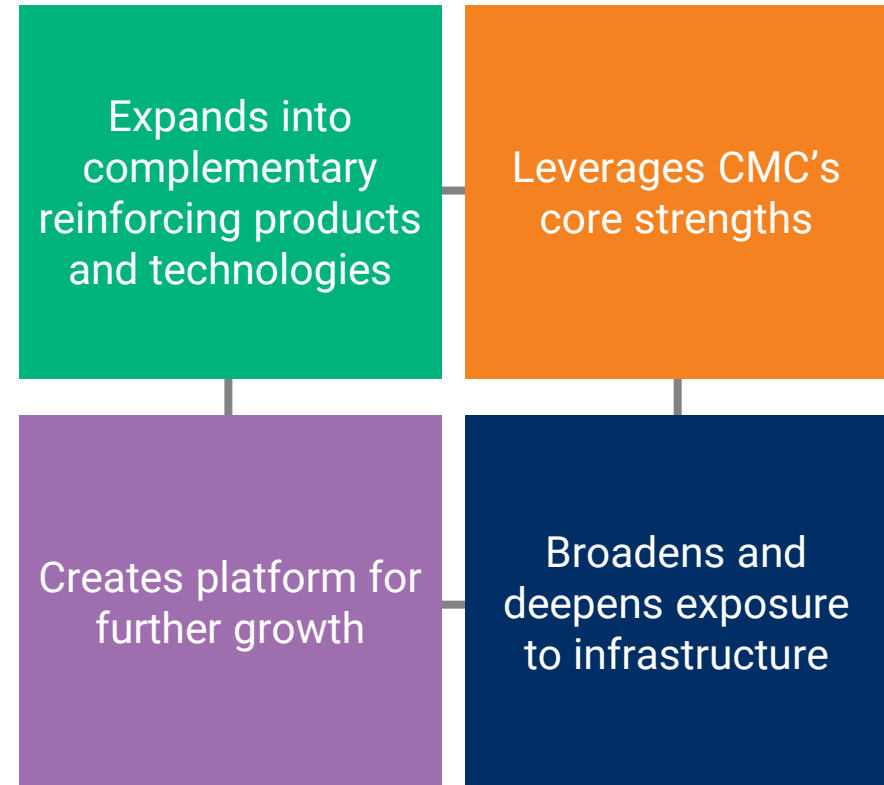 Expands into
complementary
reinforcing products
and technologies
Leverages CMC’s
core strengths
Creates platform for
further growth
Broadens and
deepens exposure
to infrastructure